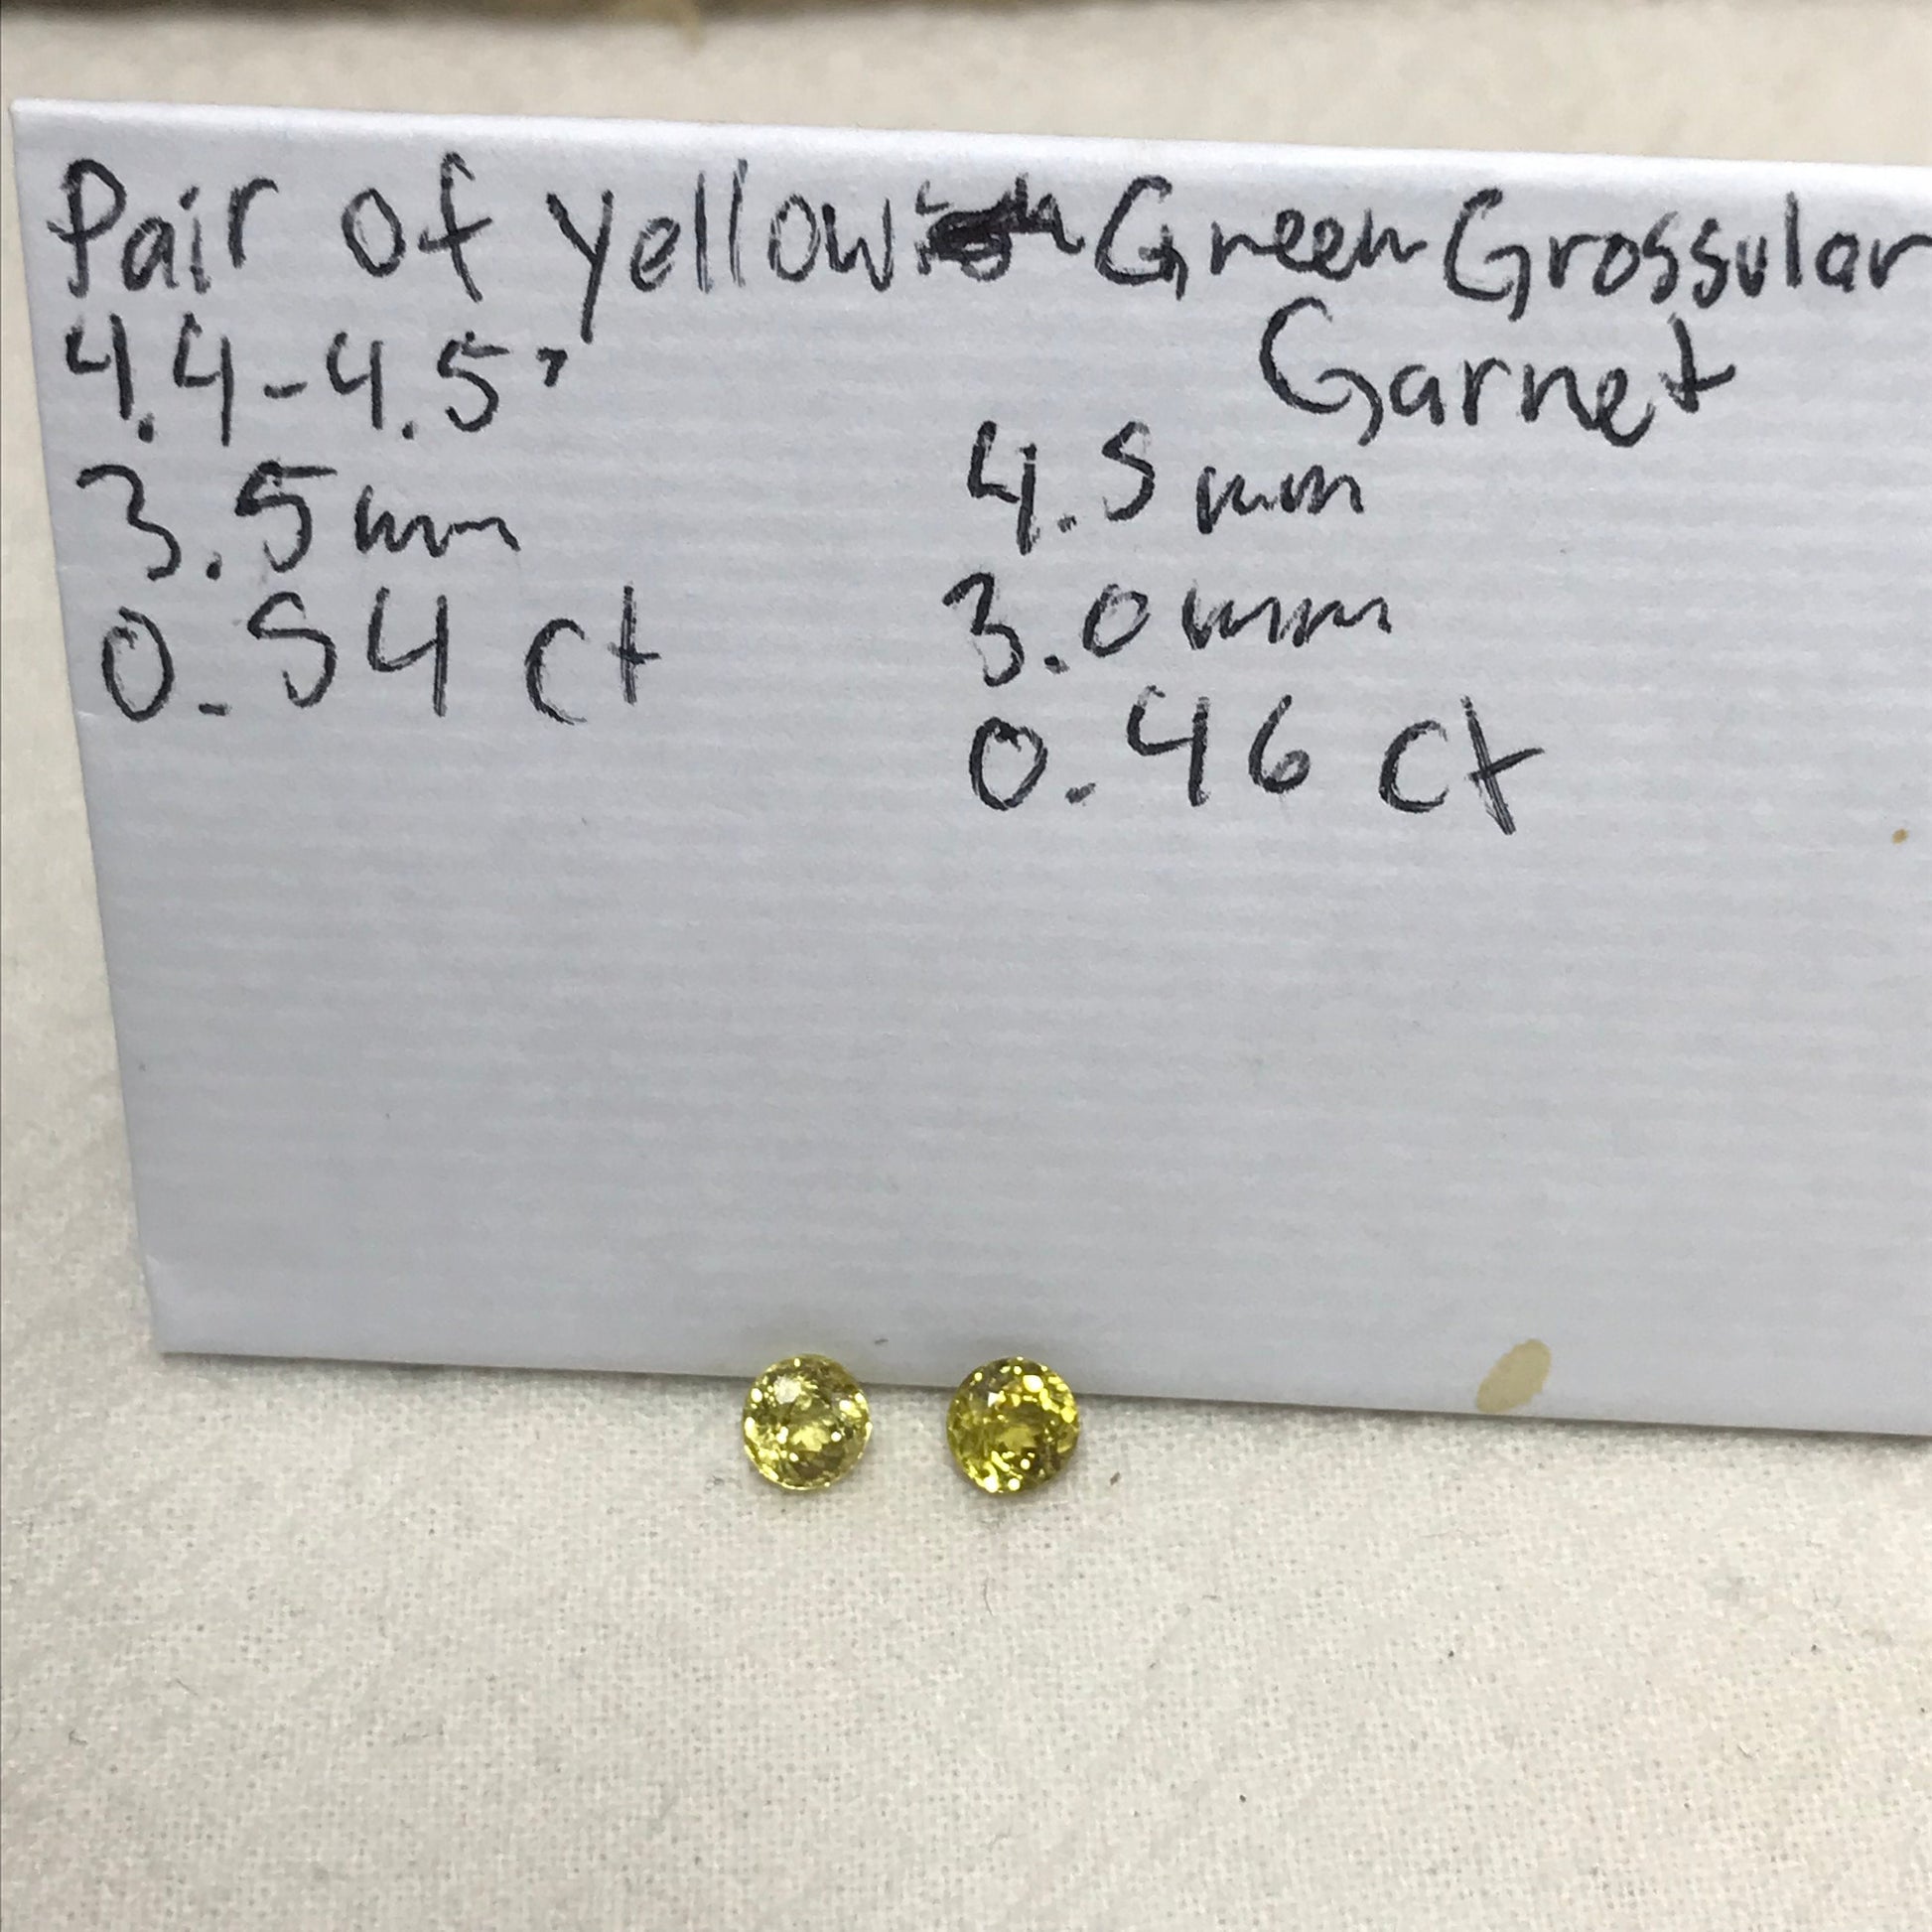 Pair of yellow Green Grossular
Garnet
4.4-4.5,
3.5mm
0.54 ct
4.5mm
3.0mm
0.46 ct